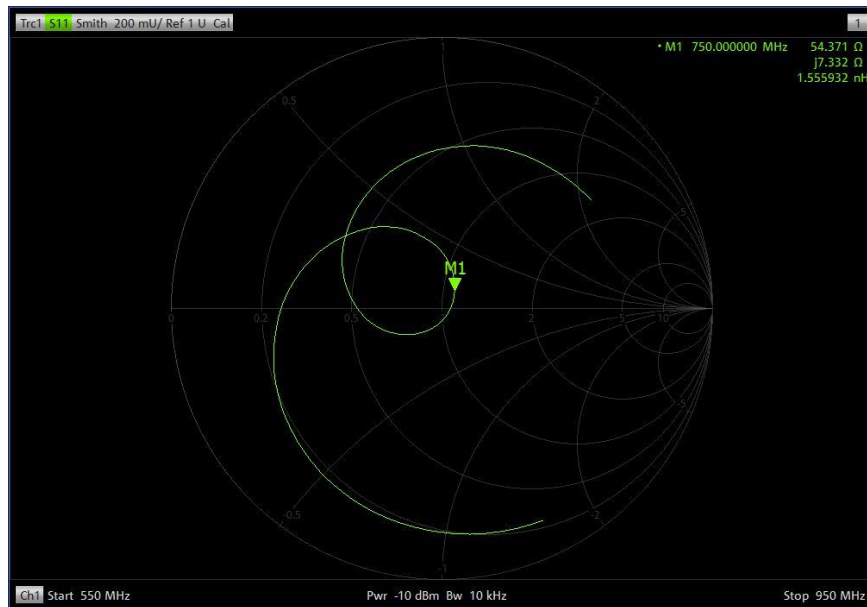 Trc1 S11 Smith 200 mU/ Ref 1 U Cal 1
• M1 750.000000 MHz 54.371 Ω
j7.332 Ω
1.555932 nH
1
0.5 2
5
M1
0 0.2 0.5 1 2 5 10
-5
-0.5 -2
-1
Ch1 Start 550 MHz Pwr -10 dBm Bw 10 kHz Stop 950 MHz